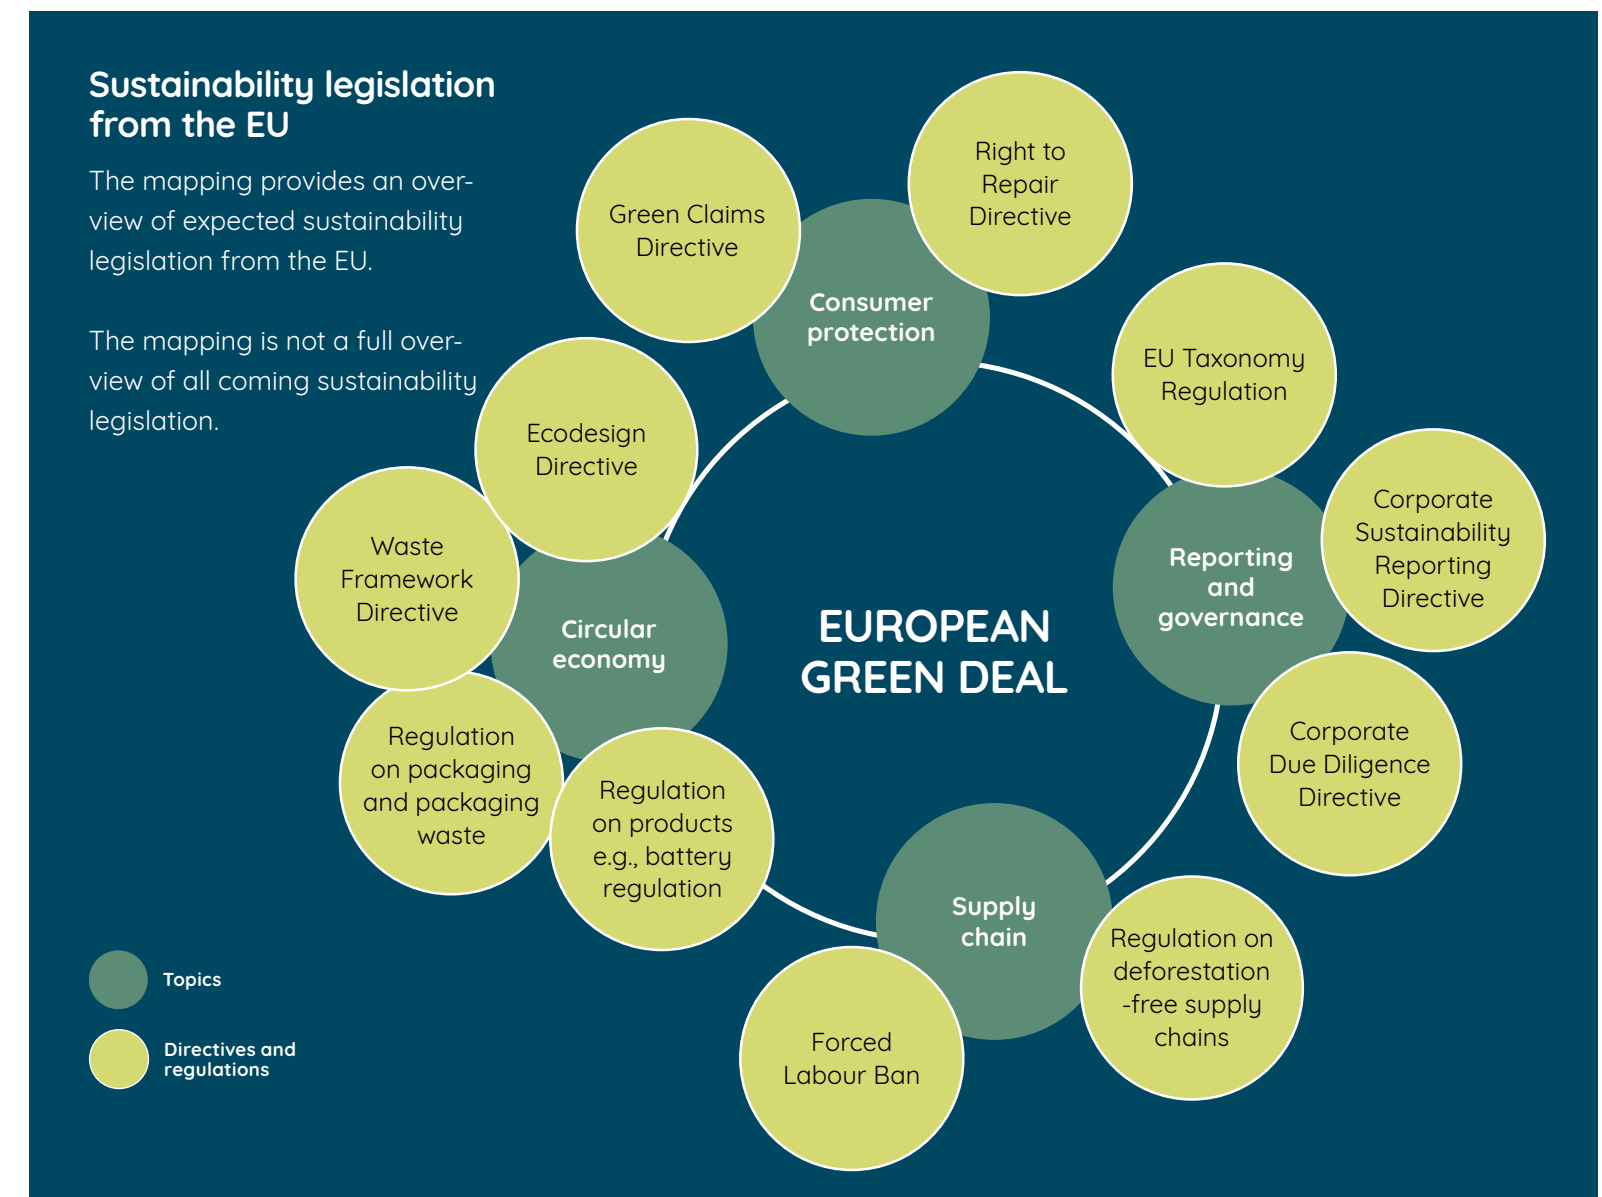 Sustainability legislation
from the EU
The mapping provides an over-
view of expected sustainability
legislation from the EU.
The mapping is not a full over-
view of all coming sustainability
legislation.
Green Claims
Directive
Right to
Repair
Directive
Consumer
protection
EU Taxonomy
Regulation
Corporate
Sustainability
Reporting
Directive
Reporting
and
governance
Corporate
Due Diligence
Directive
Ecodesign
Directive
Waste
Framework
Directive
Circular
economy
EUROPEAN
GREEN DEAL
Regulation
on packaging
and packaging
waste
Regulation
on products
e.g., battery
regulation
Supply
chain
Regulation on
deforestation
-free supply
chains
Forced
Labour Ban
Topics
Directives and
regulations